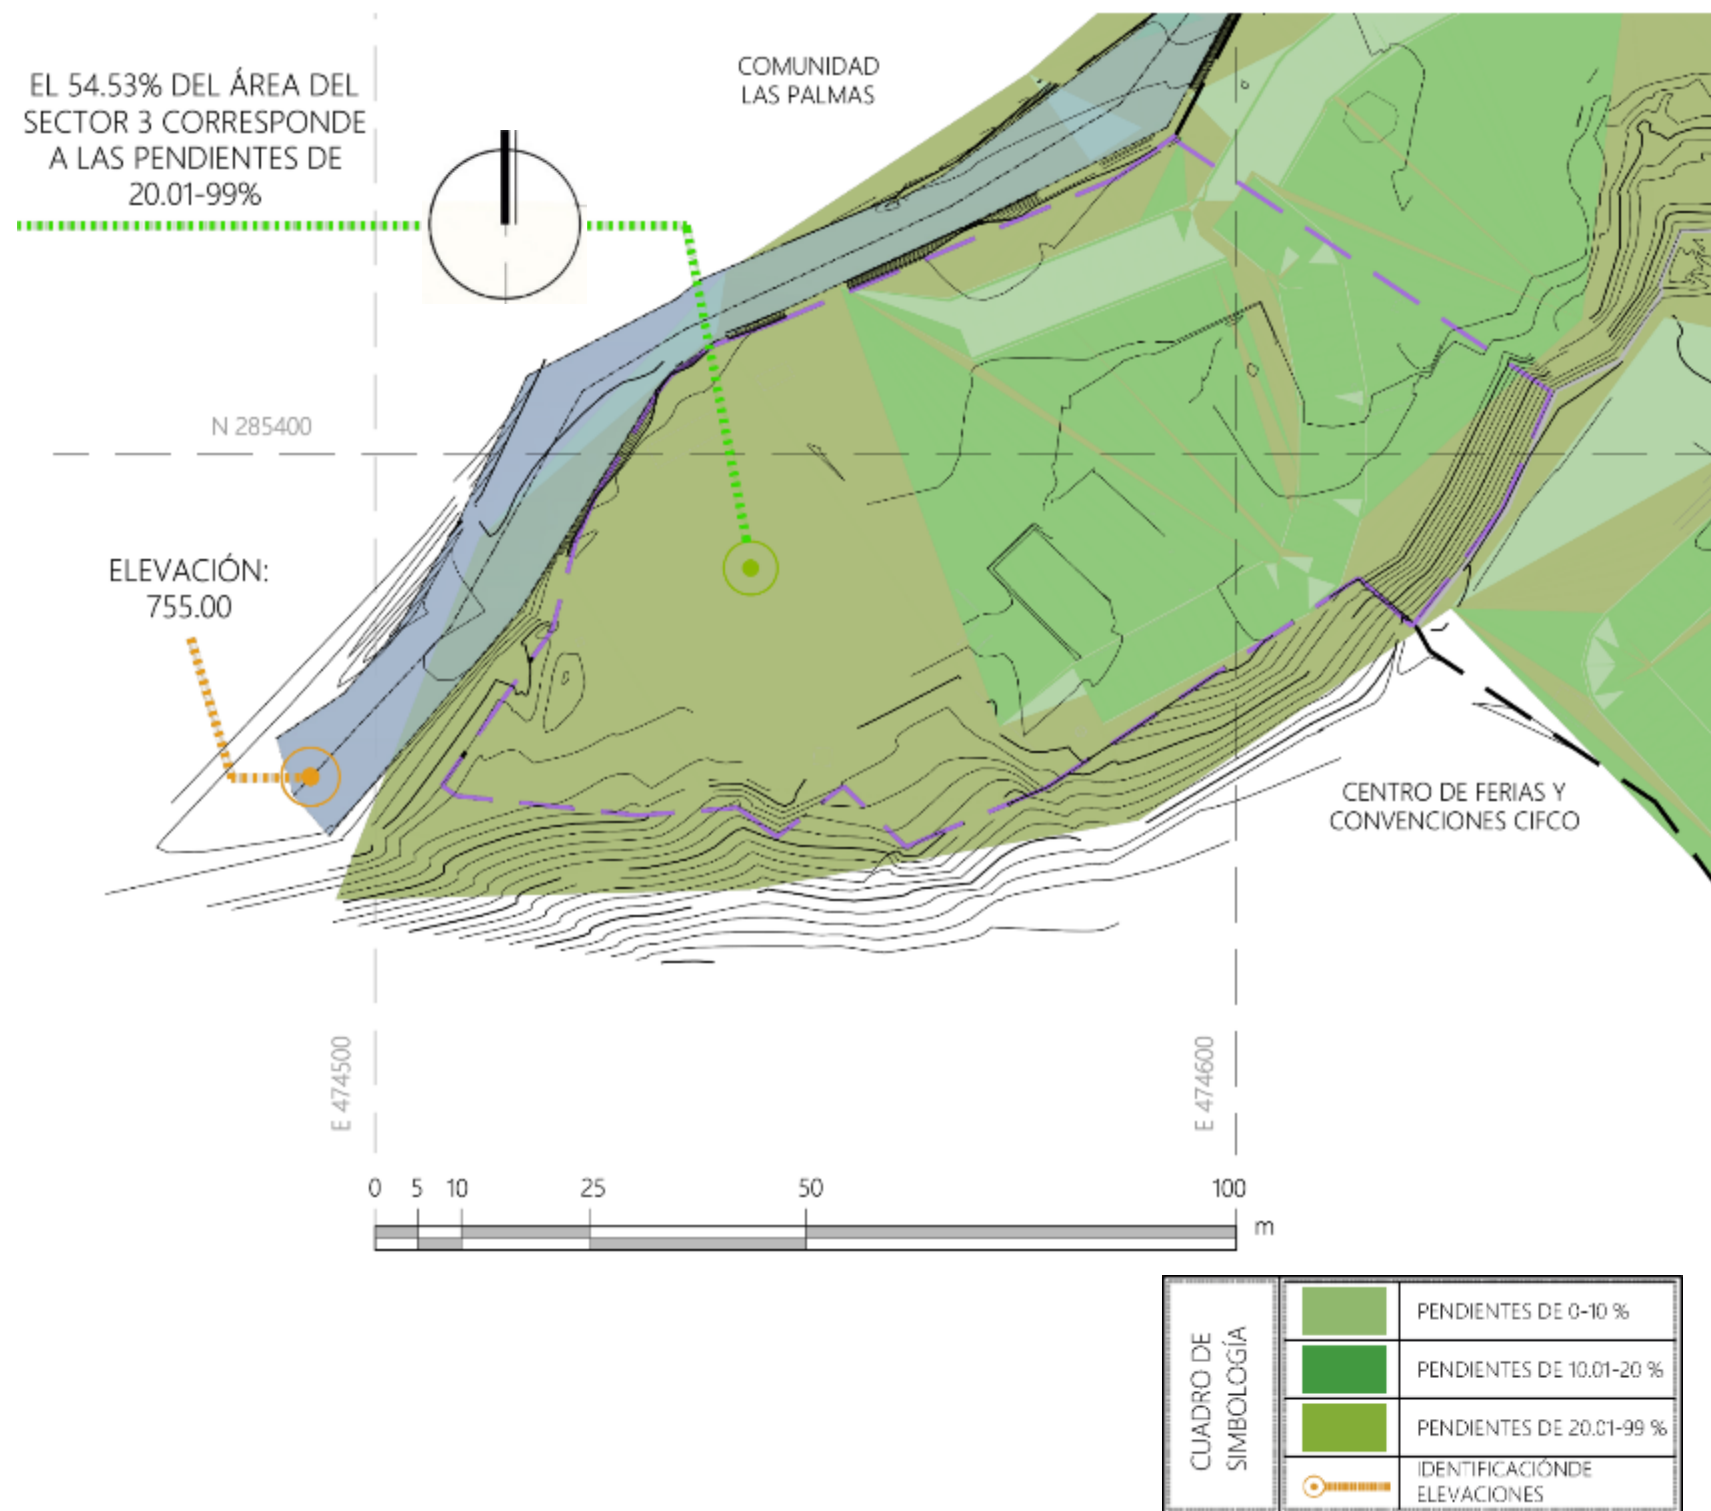 EL 54.53% DEL ÁREA DEL
SECTOR 3 CORRESPONDE
A LAS PENDIENTES DE
20.01-99%
COMUNIDAD
LAS PALMAS
N 285400
ELEVACIÓN:
755.00
CENTRO DE FERIAS Y
CONVENCIONES CIFCO
E 474500
E 474600
0 5 10 25 50 100
m
CUADRO DE
SIMBOLOGÍA
PENDIENTES DE 0-10 %
PENDIENTES DE 10.01-20 %
PENDIENTES DE 20.01-99 %
IDENTIFICACIÓNDE
ELEVACIONES